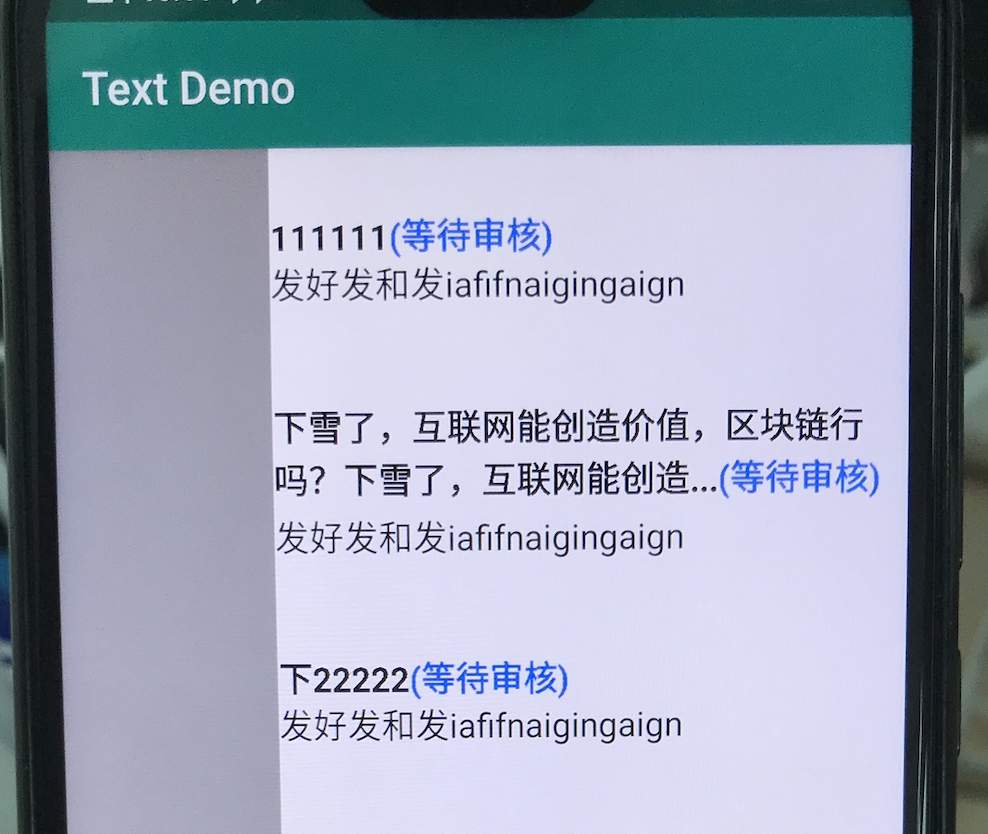 Text Demo
111111(等待审核)
发好发和发iafifnaigingaign
下雪了，互联网能创造价值，区块链行
吗？下雪了，互联网能创造...(等待审核)
发好发和发iafifnaigingaign
下22222(等待审核)
发好发和发iafifnaigingaign